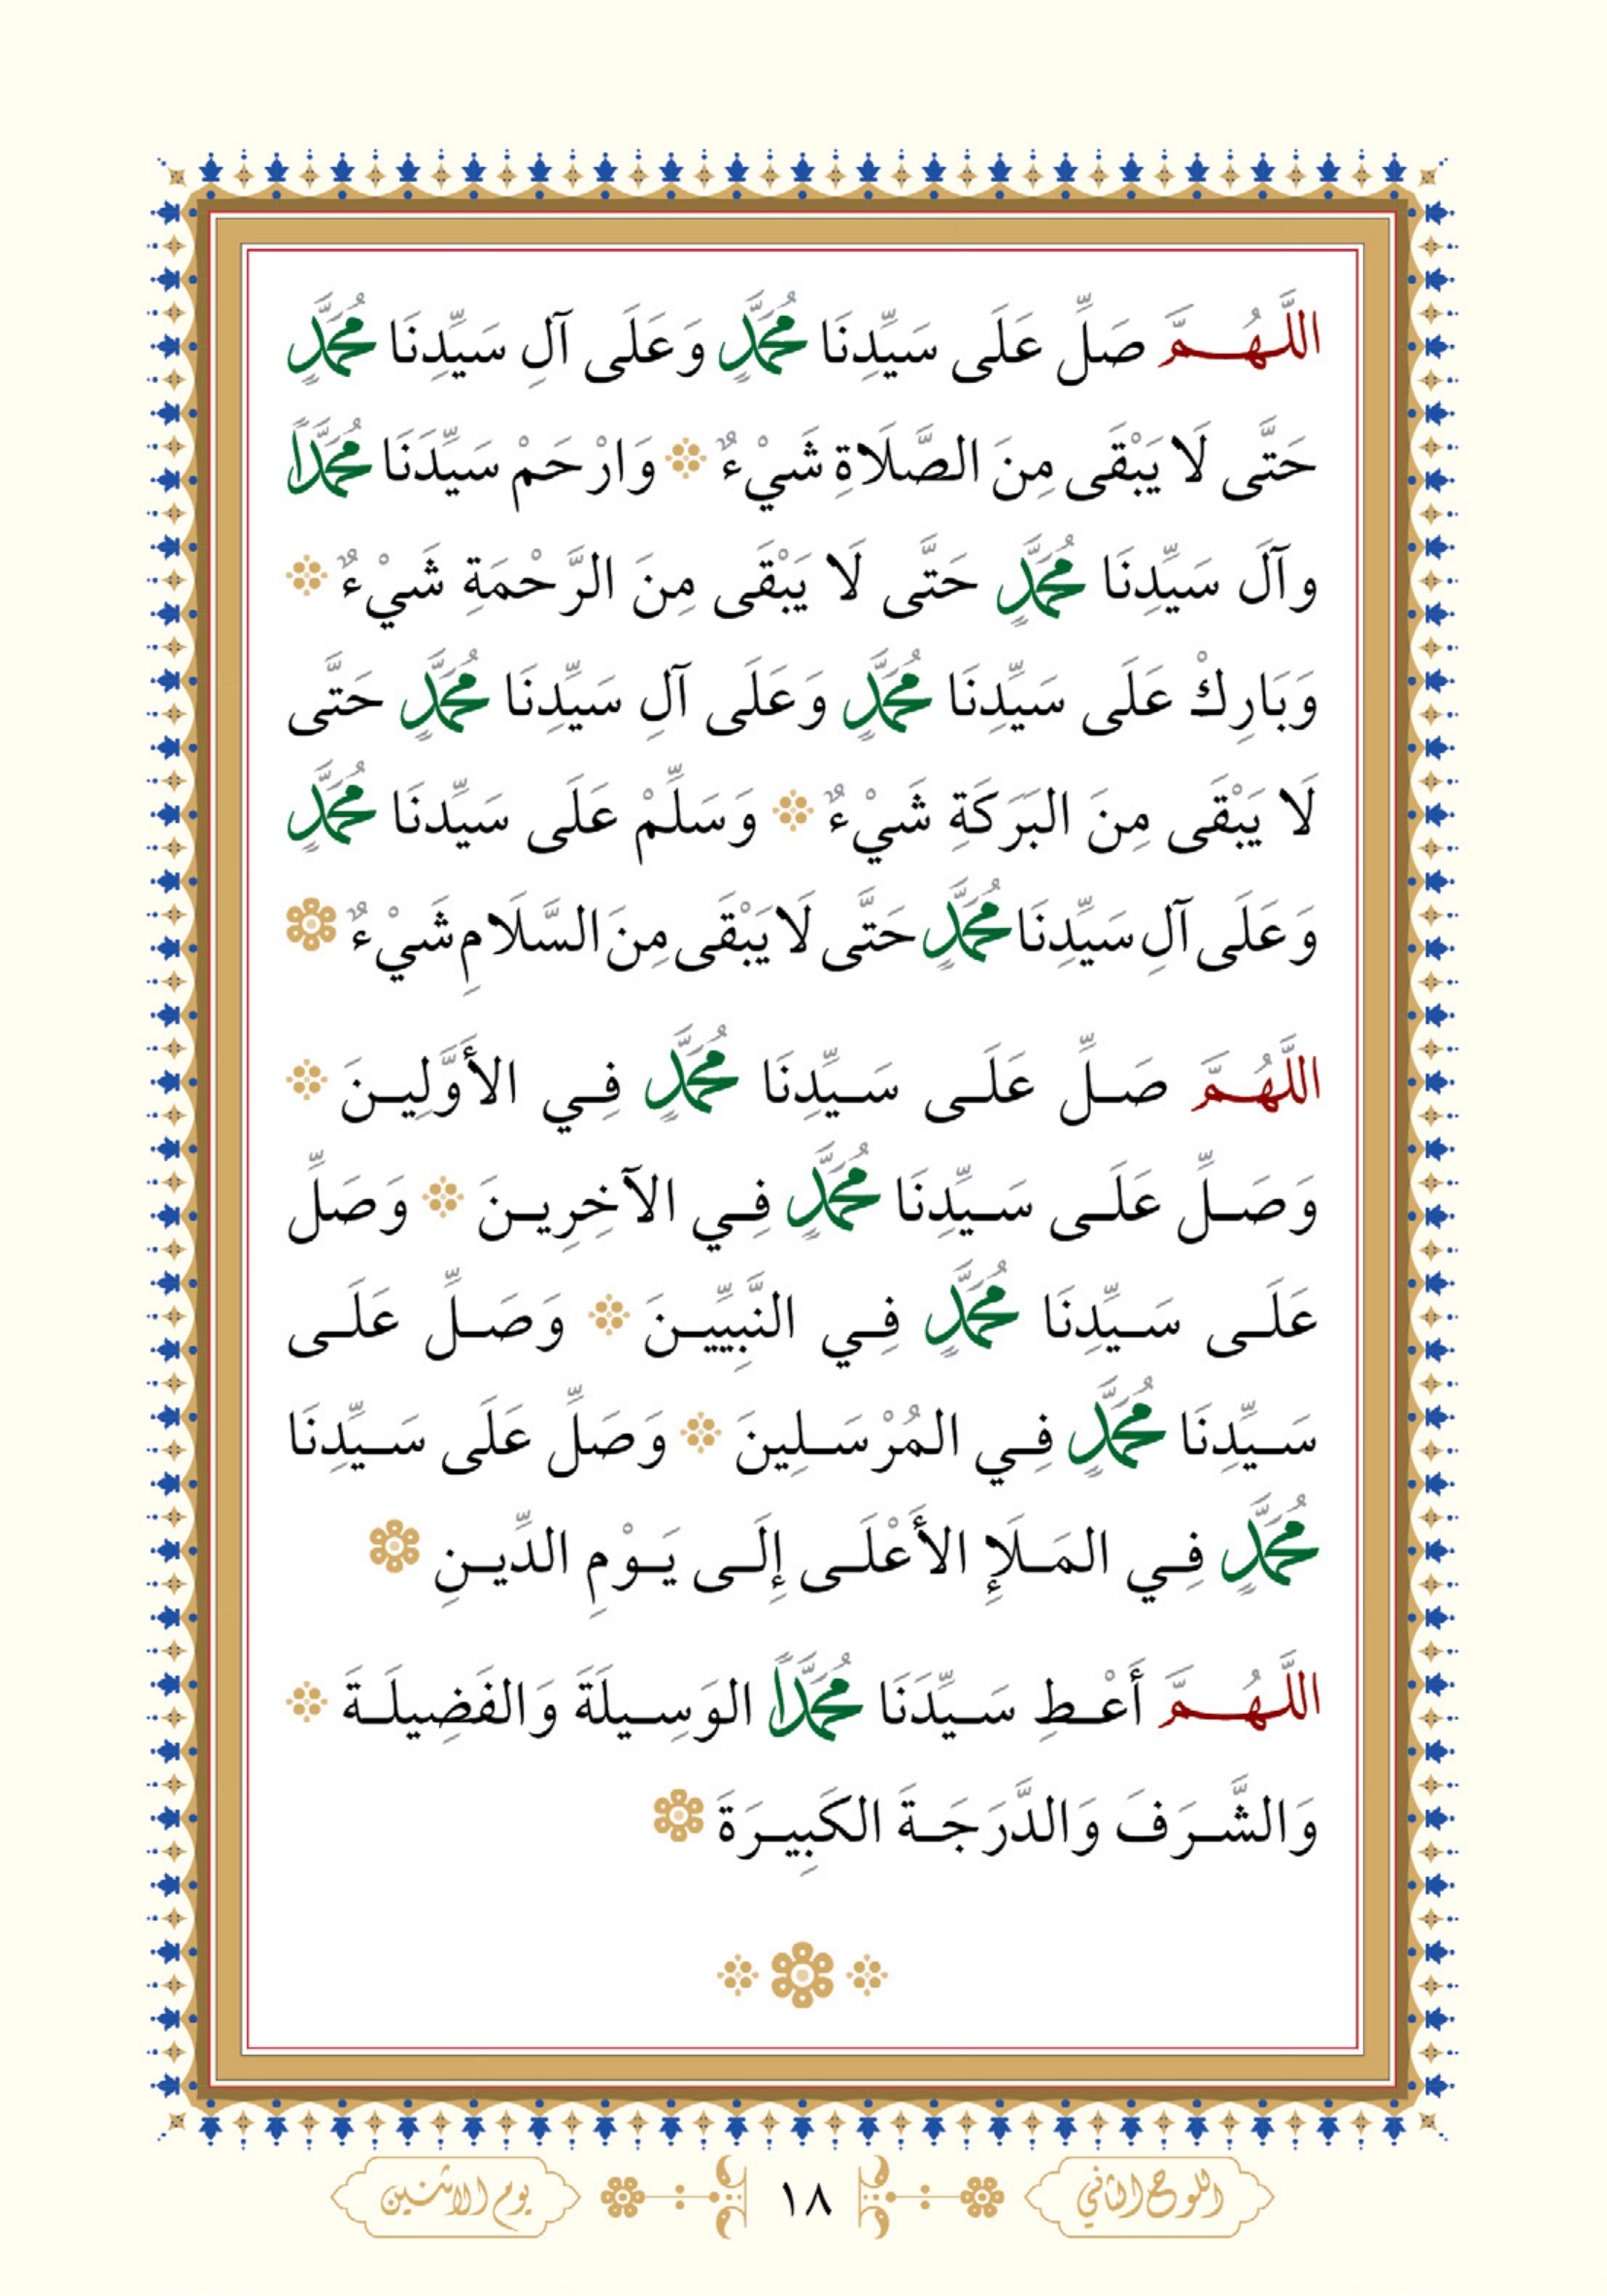 اللَّهُمَّ صَلِّ عَلَى سَيِّدِنَا مُحَمَّدٍ وَعَلَى آلِ سَيِّدِنَا مُحَمَّدٍ
حَتَّى لَا يَبْقَى مِنَ الصَّلَاةِ شَيْءٌ وَارْحَمْ سَيِّدَنَا مُحَمَّدًا
وآلَ سَيِّدِنَا مُحَمَّدٍ حَتَّى لَا يَبْقَى مِنَ الرَّحْمَةِ شَيْءٌ
وَبَارِكْ عَلَى سَيِّدِنَا مُحَمَّدٍ وَعَلَى آلِ سَيِّدِنَا مُحَمَّدٍ حَتَّى
لَا يَبْقَى مِنَ البَرَكَةِ شَيْءٌ وَسَلِّمْ عَلَى سَيِّدِنَا مُحَمَّدٍ
وَعَلَى آلِ سَيِّدِنَا مُحَمَّدٍ حَتَّى لَا يَبْقَى مِنَ السَّلَامِ شَيْءٌ
اللَّهُمَّ صَلِّ عَلَى سَيِّدِنَا مُحَمَّدٍ فِي الأَوَّلِينَ
وَصَلِّ عَلَى سَيِّدِنَا مُحَمَّدٍ فِي الآخِرِينَ وَصَلِّ
عَلَى سَيِّدِنَا مُحَمَّدٍ فِي النَّبِيِّينَ وَصَلِّ عَلَى
سَيِّدِنَا مُحَمَّدٍ فِي المُرْسَلِينَ وَصَلِّ عَلَى سَيِّدِنَا
مُحَمَّدٍ فِي المَلَإِ الأَعْلَى إِلَى يَوْمِ الدِّينِ
اللَّهُمَّ أَعْطِ سَيِّدَنَا مُحَمَّدًا الوَسِيلَةَ وَالفَضِيلَةَ
وَالشَّرَفَ وَالدَّرَجَةَ الكَبِيرَةَ
اللوح الثاني ١٨ يوم الاثنين